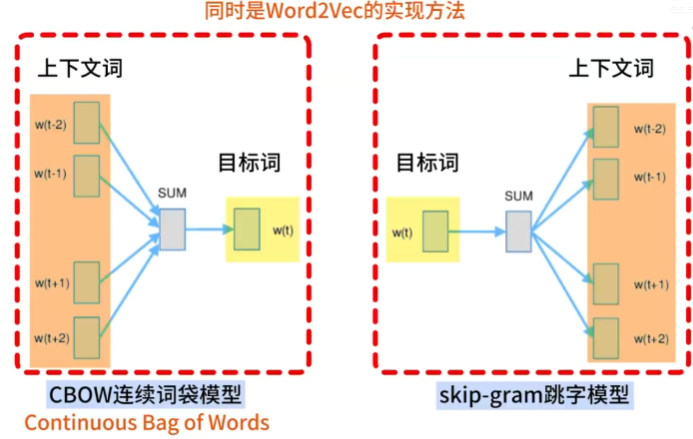 同时是Word2Vec的实现方法
上下文词
w(t-2)
w(t-1)
w(t+1)
w(t+2)
SUM
目标词
w(t)
CBOW连续词袋模型
Continuous Bag of Words
目标词
w(t)
SUM
上下文词
w(t-2)
w(t-1)
w(t+1)
w(t+2)
skip-gram跳字模型